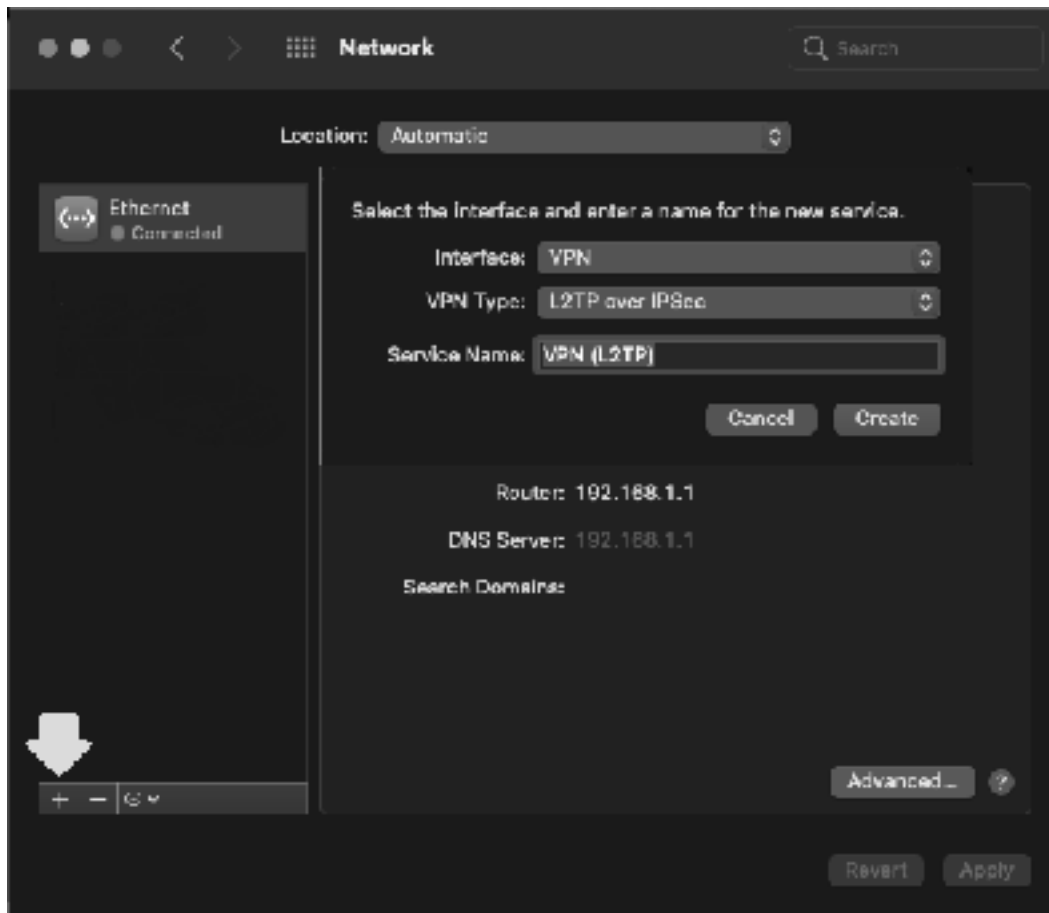 Network
Search
Location: Automatic
Ethernet
Connected
Select the interface and enter a name for the new service.
Interface: VPN
VPN Type: L2TP over IPSec
Service Name: VPN (L2TP)
Cancel Create
Router: 192.168.1.1
DNS Server: 192.168.1.1
Search Domains:
Advanced...
?
+ −
Revert Apply